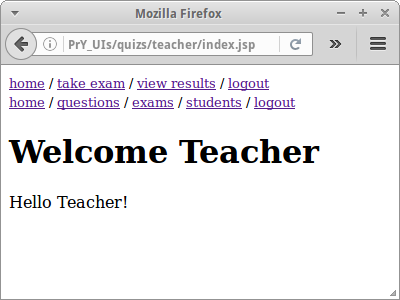 Mozilla Firefox
PrY_UIs/quizs/teacher/index.jsp
home / take exam / view results / logout
home / questions / exams / students / logout
Welcome Teacher
Hello Teacher!